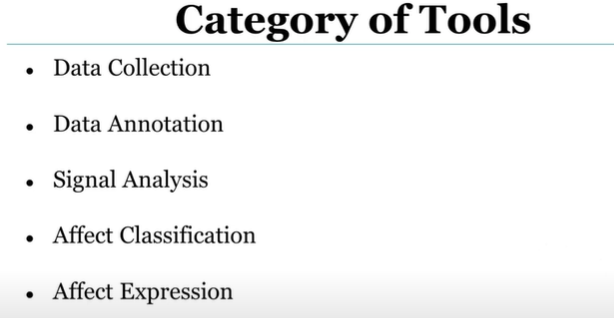 Category of Tools
• Data Collection
• Data Annotation
• Signal Analysis
• Affect Classification
• Affect Expression